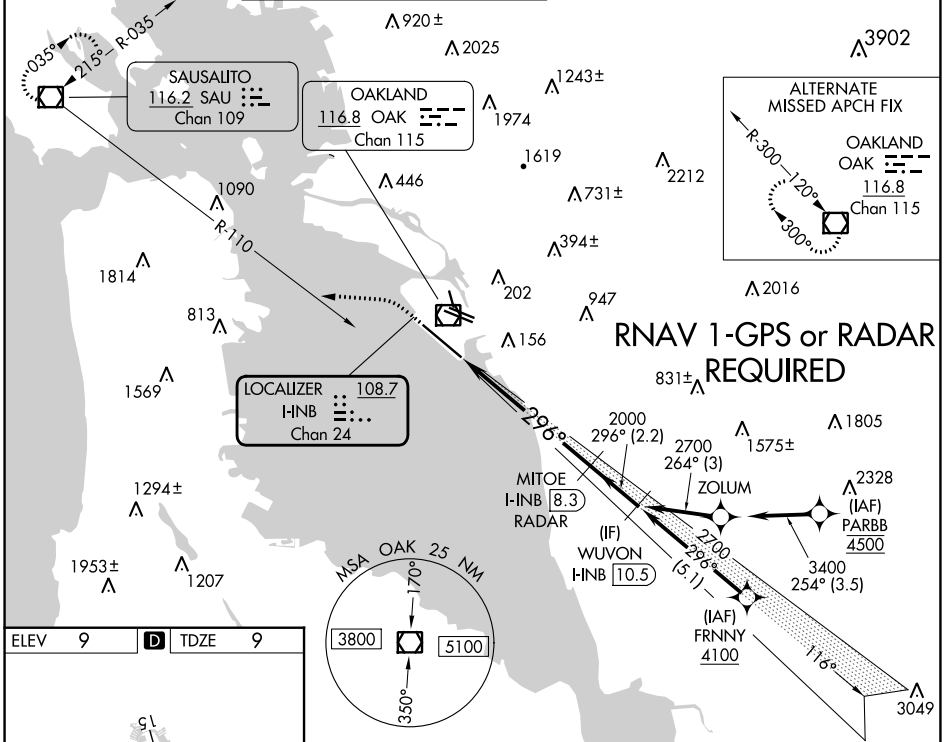 920±
2025
3902
035°
215°
R-035
SAUSALITO
116.2 SAU
Chan 109
OAKLAND
116.8 OAK
Chan 115
1243±
1974
1619
2212
ALTERNATE
MISSED APCH FIX
R-300
120°
300°
OAKLAND
OAK
116.8
Chan 115
446
731±
1090
R-110
394±
1814
202
2016
813
947
156
RNAV 1-GPS or RADAR
REQUIRED
1569
LOCALIZER 108.7
I-INB
Chan 24
831±
296°
2000
296° (2.2)
2700
264° (3)
1575±
1805
MITOE
I-INB 8.3
RADAR
ZOLUM
2328
(IAF)
PARBB
4500
3400
254° (3.5)
(IF)
WUVON
I-INB 10.5
2700
296°
(5.1)
(IAF)
FRNNY
4100
116°
3049
1294±
1953±
1207
MSA OAK 25 NM
170°
3800
5100
350°
ELEV 9 D TDZE 9
15